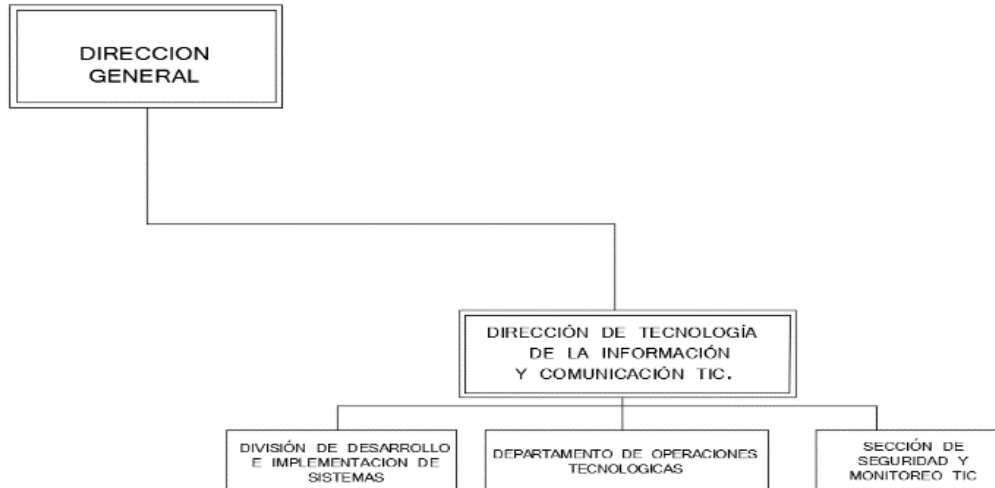 DIRECCION
GENERAL
DIRECCIÓN DE TECNOLOGÍA
DE LA INFORMACIÓN
Y COMUNICACIÓN TIC.
DIVISIÓN DE DESARROLLO
E IMPLEMENTACION DE
SISTEMAS
DEPARTAMENTO DE OPERACIONES
TECNOLOGICAS
SECCIÓN DE
SEGURIDAD Y
MONITOREO TIC